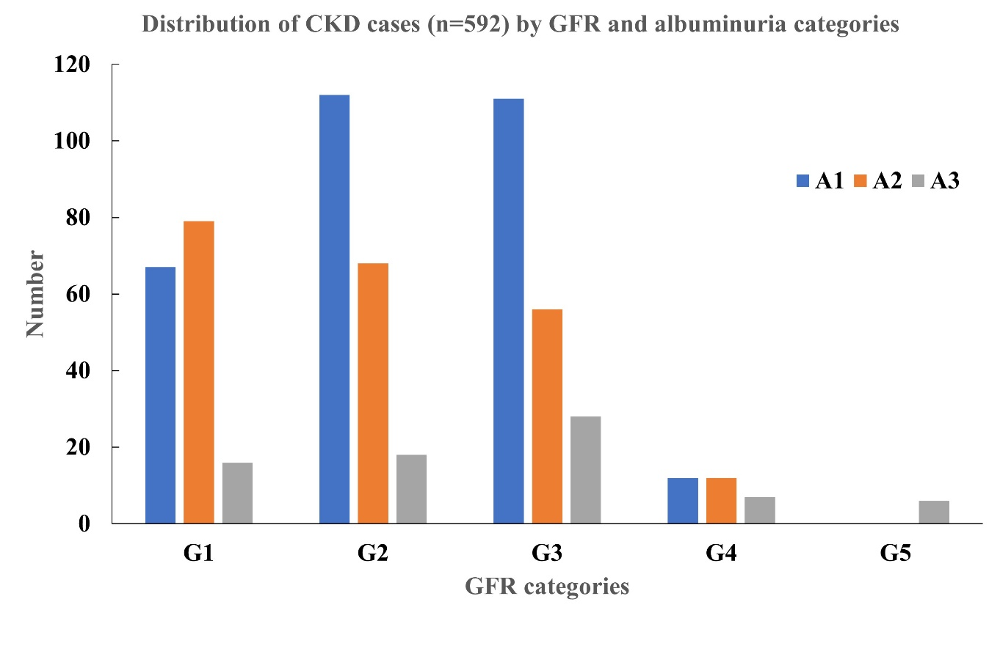 Distribution of CKD cases (n=592) by GFR and albuminuria categories
120
100
80
60
40
20
0
Number
A1 A2 A3
G1 G2 G3 G4 G5
GFR categories